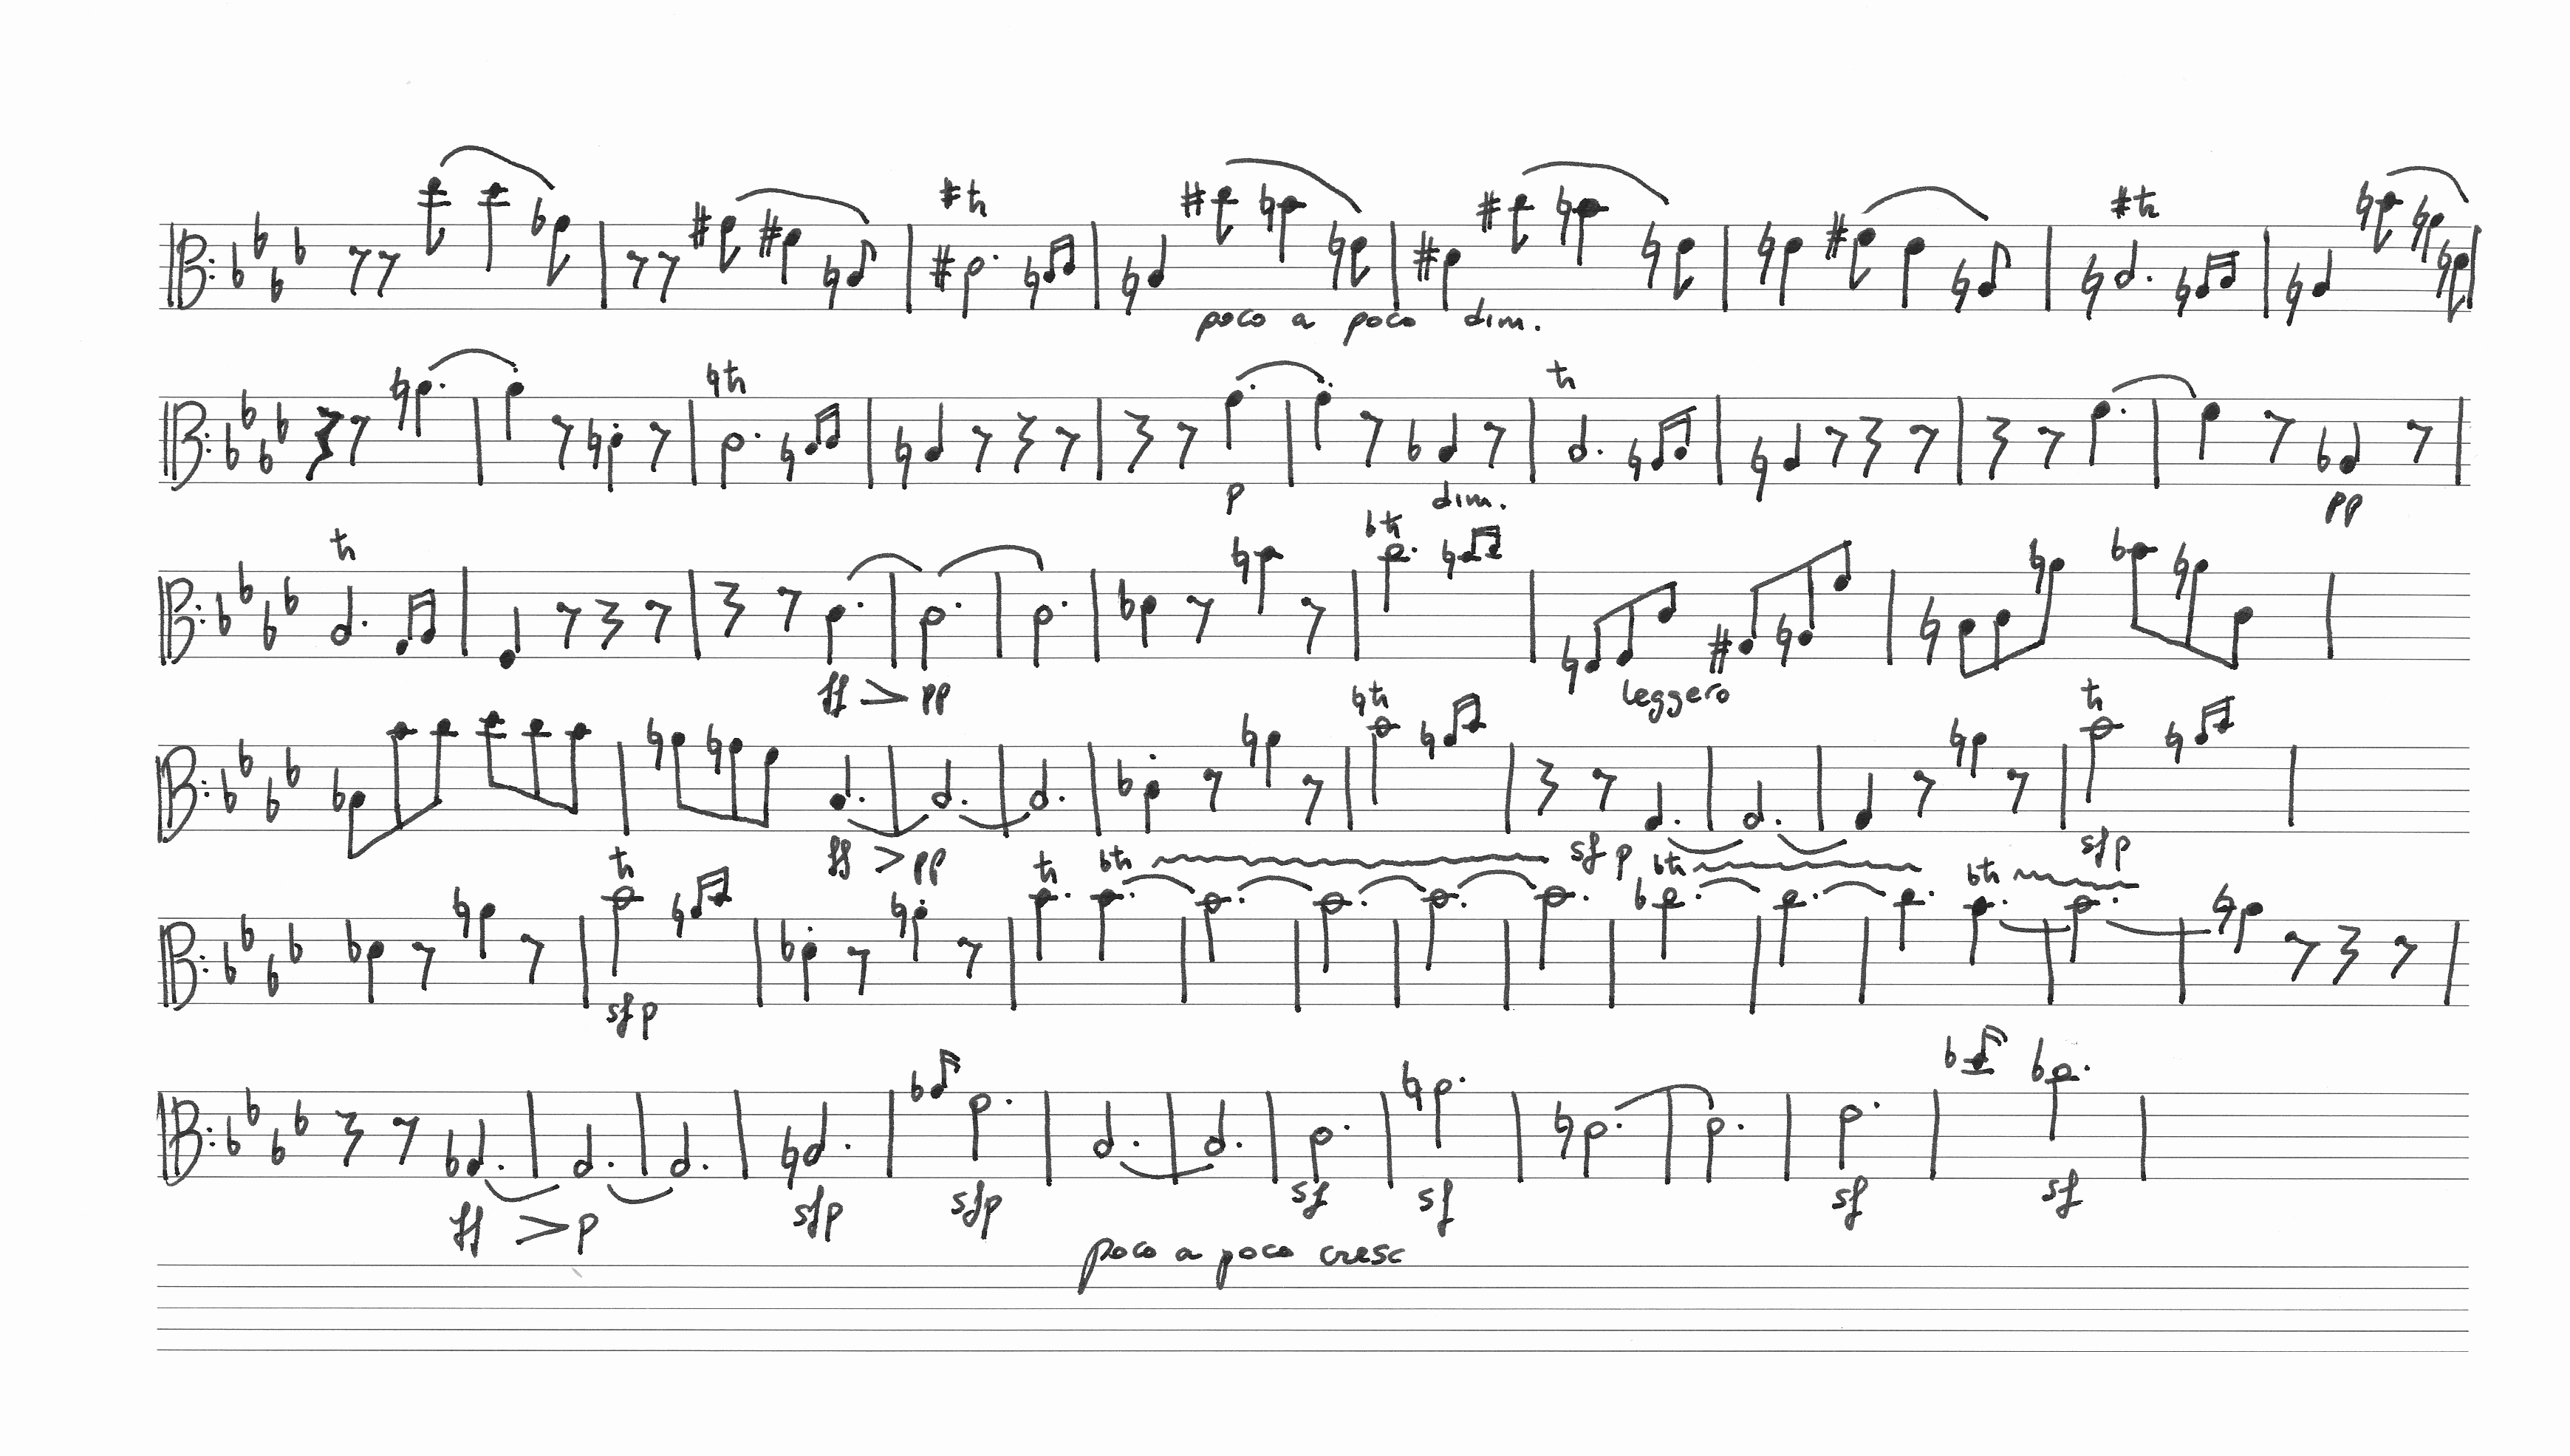 tr
poco a poco dim.
tr
tr tr
p dim. pp
tr tr
ff > pp leggero
tr tr
ff > pp sfp sfp
tr tr tr tr tr
sfp
ff > p sfp sfp sf sf sf sf
poco a poco cresc